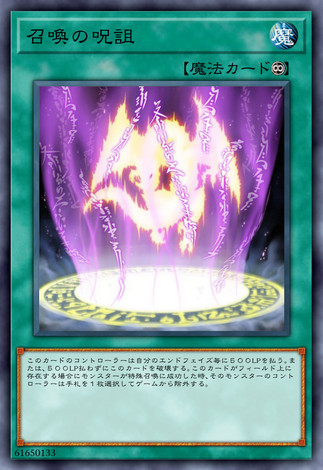 召喚の呪詛
魔
【魔法カード】
このカードのコントローラーは自分のエンドフェイズ毎に５００LPを払う。ま
たは、５００LP払わずにこのカードを破壊する。このカードがフィールド上に
存在する場合にモンスターが特殊召喚に成功した時、そのモンスターのコント
ローラーは手札を１枚選択してゲームから除外する。
61650133